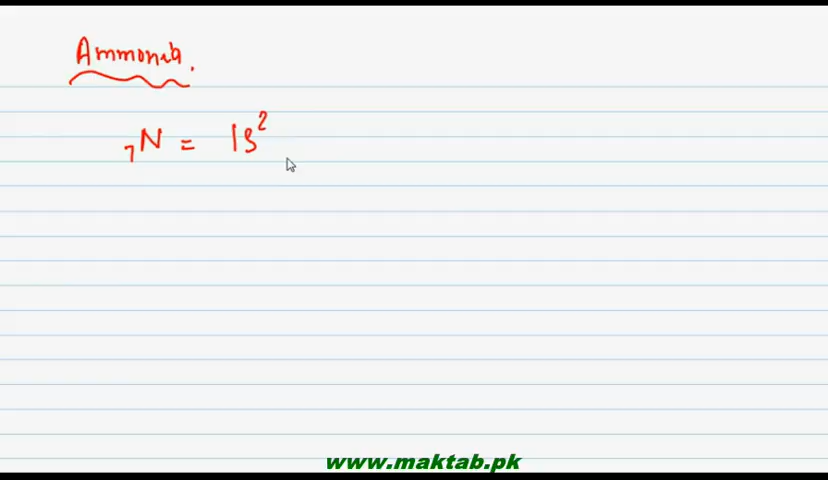 Ammonia.
₇N = 1S²
www.maktab.pk